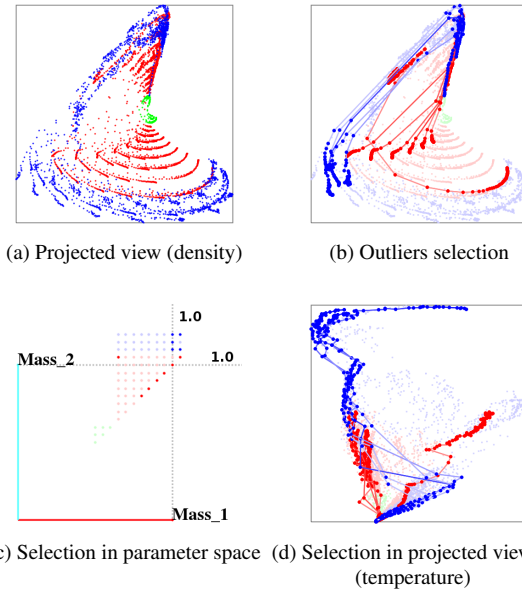 (a) Projected view (density)
(b) Outliers selection
1.0
1.0
Mass_2
Mass_1
c) Selection in parameter space
(d) Selection in projected view
(temperature)